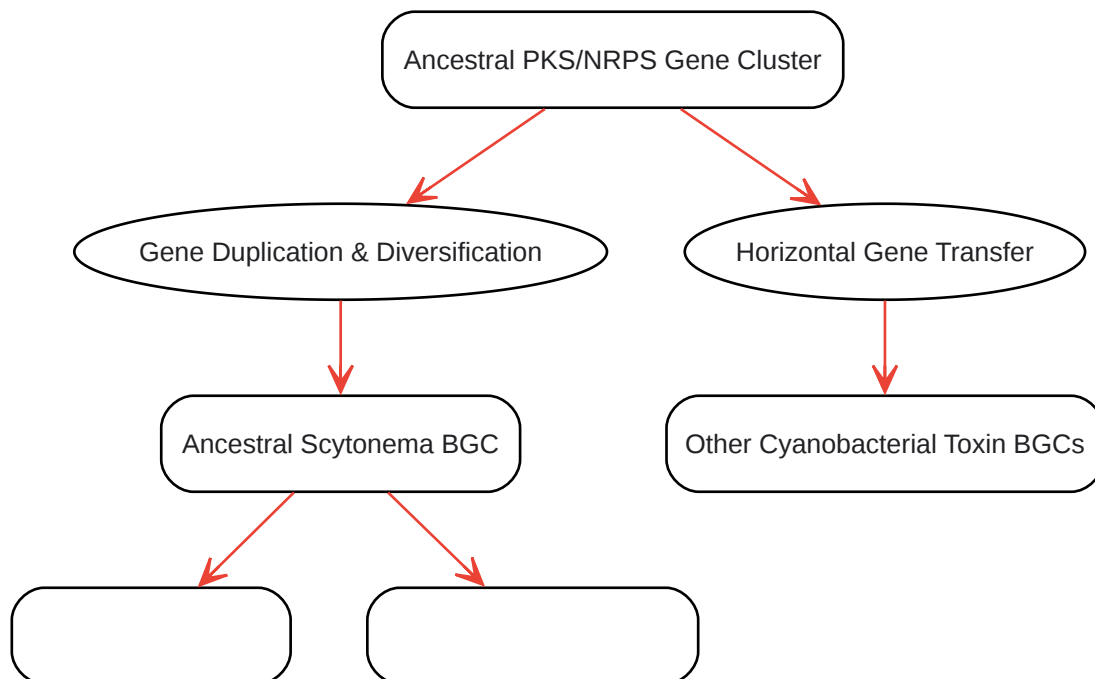 Ancestral PKS/NRPS Gene Cluster
Gene Duplication & Diversification
Horizontal Gene Transfer
Ancestral Scytonema BGC
Other Cyanobacterial Toxin BGCs